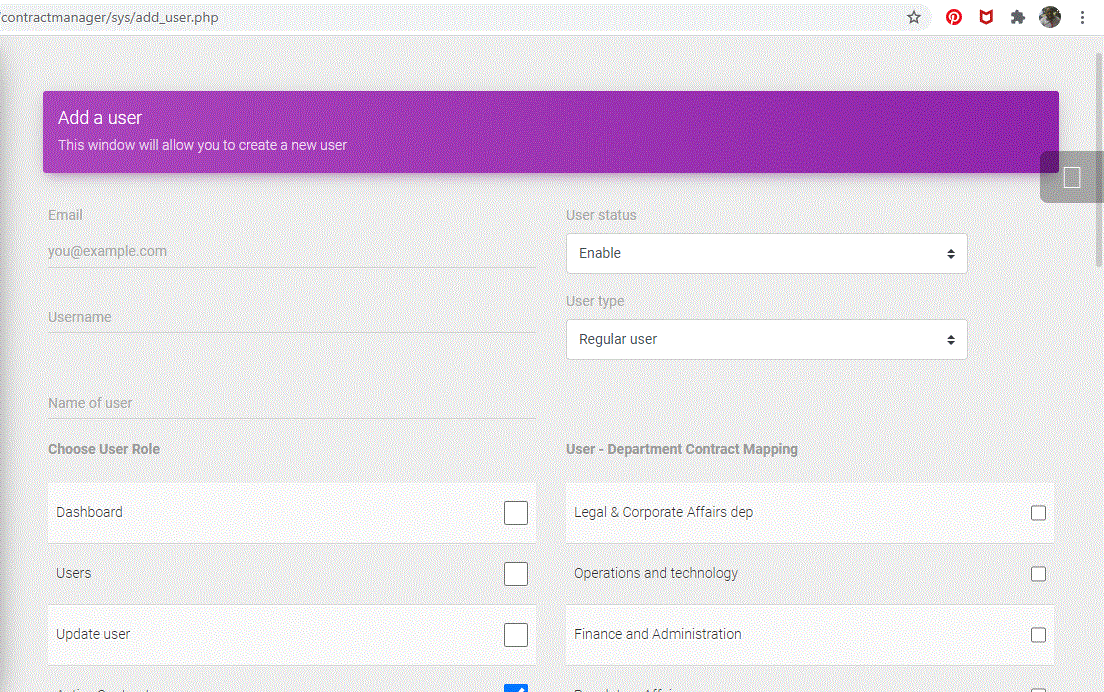 /contractmanager/sys/add_user.php
Add a user
This window will allow you to create a new user
Email
you@example.com
Username
Name of user
User status
Enable
User type
Regular user
Choose User Role
Dashboard
Users
Update user
User - Department Contract Mapping
Legal & Corporate Affairs dep
Operations and technology
Finance and Administration